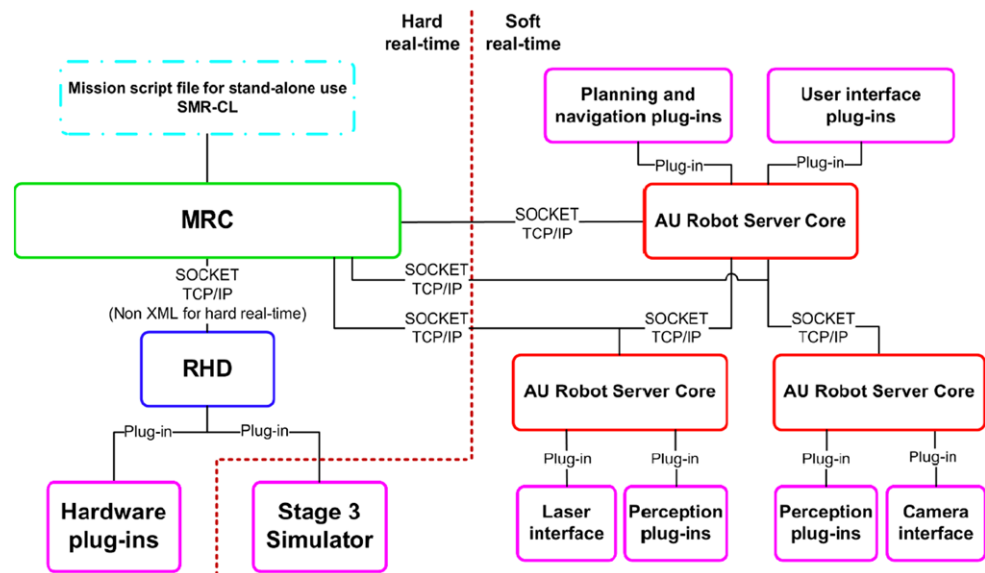 Hard
real-time
Soft
real-time
Mission script file for stand-alone use
SMR-CL
Planning and
navigation plug-ins
User interface
plug-ins
Plug-in
Plug-in
MRC
SOCKET
TCP/IP
AU Robot Server Core
SOCKET
TCP/IP
(Non XML for hard real-time)
SOCKET
TCP/IP
SOCKET
TCP/IP
SOCKET
TCP/IP
SOCKET
TCP/IP
RHD
AU Robot Server Core
AU Robot Server Core
Plug-in
Plug-in
Plug-in
Plug-in
Plug-in
Plug-in
Hardware
plug-ins
Stage 3
Simulator
Laser
interface
Perception
plug-ins
Perception
plug-ins
Camera
interface